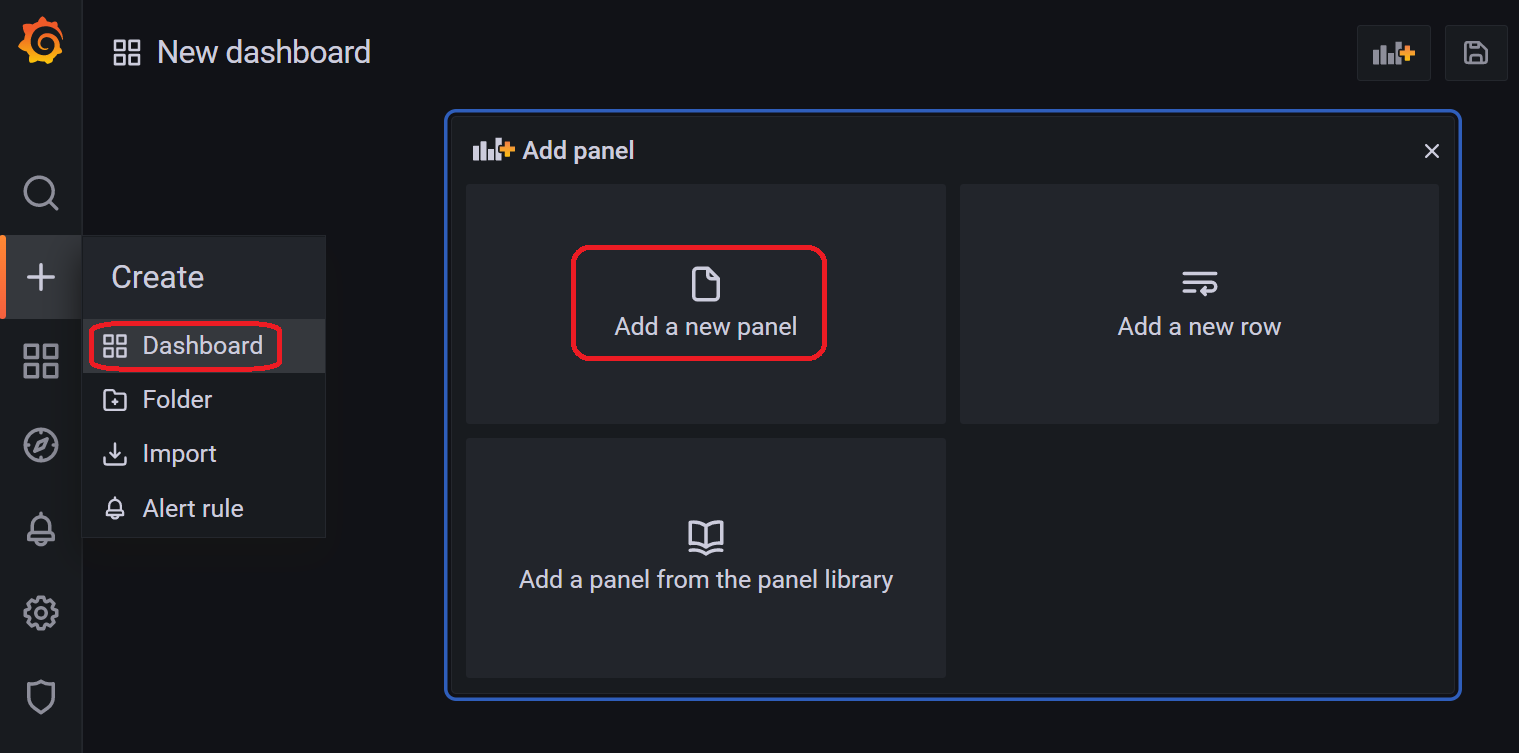 New dashboard
Add panel
Create
Add a new panel
Add a new row
Dashboard
Folder
Import
Alert rule
Add a panel from the panel library